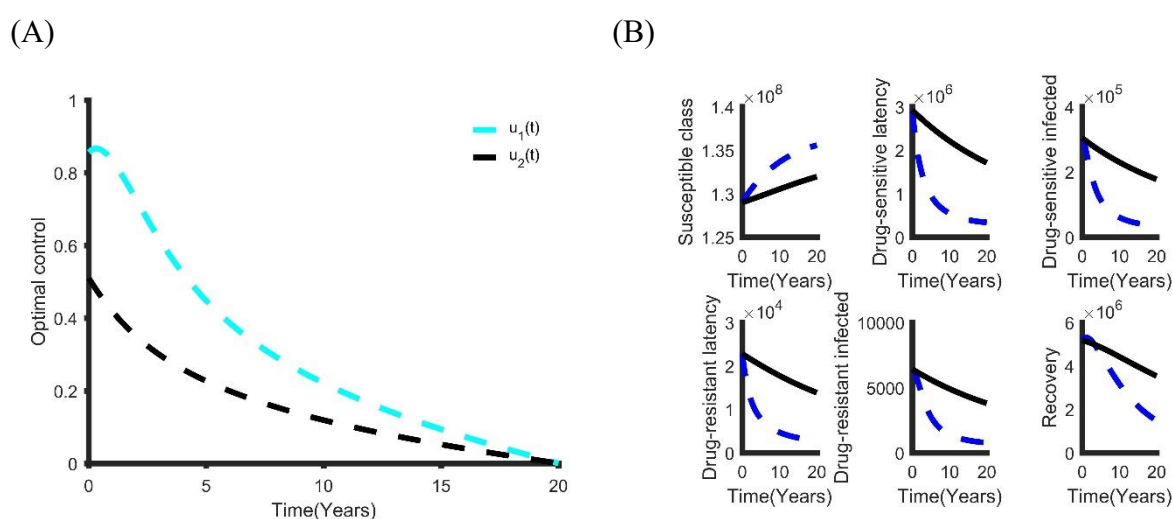 (A)
(B)
Optimal control
1
0.8
0.6
0.4
0.2
0
0
5
10
15
20
Time(Years)
u_1(t)
u_2(t)
Susceptible class
×10^8
1.4
1.35
1.3
1.25
0 10 20
Time(Years)
Drug-sensitive latency
×10^6
3
2
1
0
0 10 20
Time(Years)
Drug-sensitive infected
×10^5
4
2
0
0 10 20
Time(Years)
Drug-resistant latency
×10^4
3
2
1
0
0 10 20
Time(Years)
Drug-resistant infected
10000
5000
0
0 10 20
Time(Years)
Recovery
×10^6
6
4
2
0
0 10 20
Time(Years)